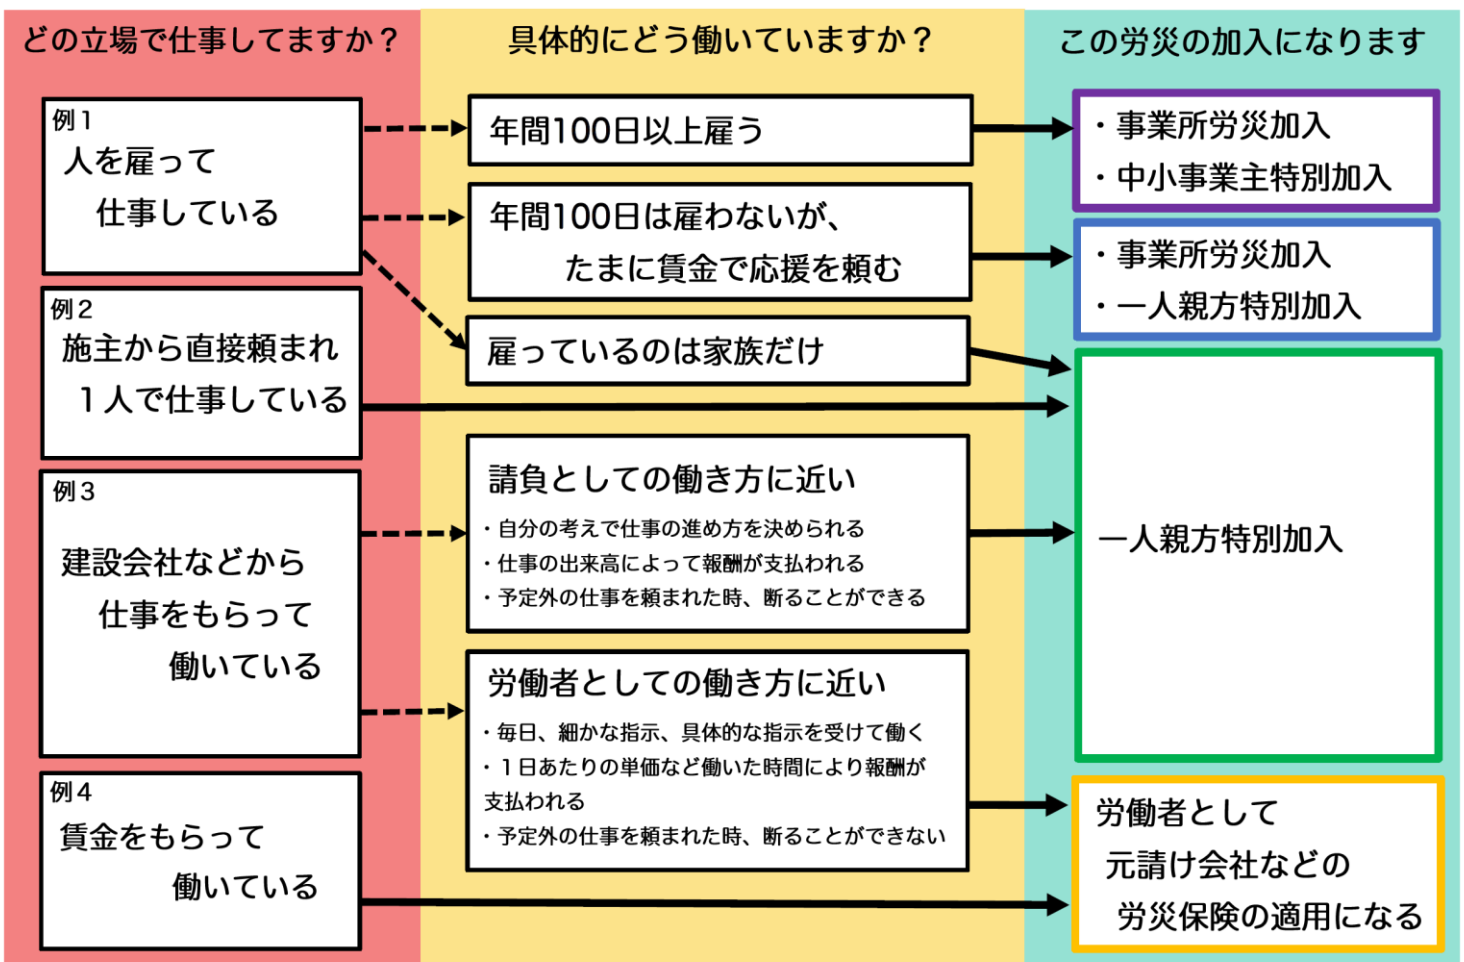 どの立場で仕事してますか？
具体的にどう働いていますか？
この労災の加入になります
例１
人を雇って
仕事している
年間100日以上雇う
・事業所労災加入
・中小事業主特別加入
年間100日は雇わないが、
たまに賃金で応援を頼む
・事業所労災加入
・一人親方特別加入
雇っているのは家族だけ
例２
施主から直接頼まれ
１人で仕事している
例３
建設会社などから
仕事をもらって
働いている
請負としての働き方に近い
・自分の考えで仕事の進め方を決められる
・仕事の出来高によって報酬が支払われる
・予定外の仕事を頼まれた時、断ることができる
一人親方特別加入
労働者としての働き方に近い
・毎日、細かな指示、具体的な指示を受けて働く
・１日あたりの単価など働いた時間により報酬が
支払われる
・予定外の仕事を頼まれた時、断ることができない
例４
賃金をもらって
働いている
労働者として
元請け会社などの
労災保険の適用になる